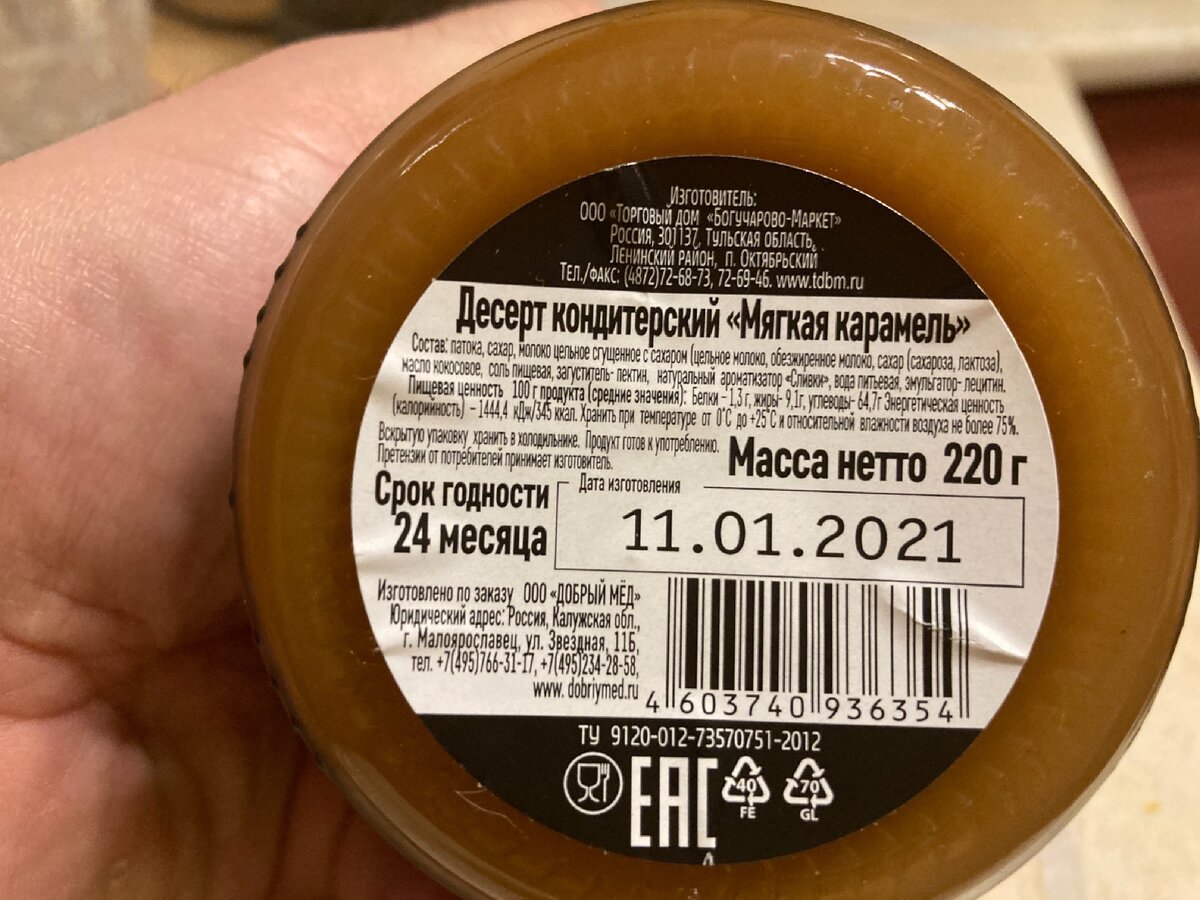 Изготовитель:
ООО «Торговый дом «Богучарово-Маркет»
Россия, 301137, Тульская область,
Ленинский район, п. Октябрьский
Тел./факс: (4872)72-68-73, 72-69-46. www.tdbm.ru
Десерт кондитерский «Мягкая карамель»
Состав: патока, сахар, молоко цельное сгущенное с сахаром (цельное молоко, обезжиренное молоко, сахар (сахароза, лактоза),
масло кокосовое, соль пищевая, загуститель- пектин, натуральный ароматизатор «Сливки», вода питьевая, эмульгатор- лецитин.
Пищевая ценность 100 г продукта (средние значения): Белки – 1,3 г, жиры- 9,1г, углеводы- 64,7г Энергетическая ценность
(калорийность) – 1444,4 кДж/345 ккал. Хранить при температуре от 0°С до +25°С и относительной влажности воздуха не более 75%.
Вскрытую упаковку хранить в холодильнике. Продукт готов к употреблению.
Претензии от потребителей принимает изготовитель.
Масса нетто 220 г
Срок годности
24 месяца
Дата изготовления
11.01.2021
Изготовлено по заказу ООО «ДОБРЫЙ МЁД»
Юридический адрес: Россия, Калужская обл.,
г. Малоярославец, ул. Звездная, 11Б,
тел. +7(495)766-31-17, +7(495)234-28-58,
www. dobriymed.ru
4 603740 936354
ТУ 9120-012-73570751-2012
EAC
40
FE
70
GL